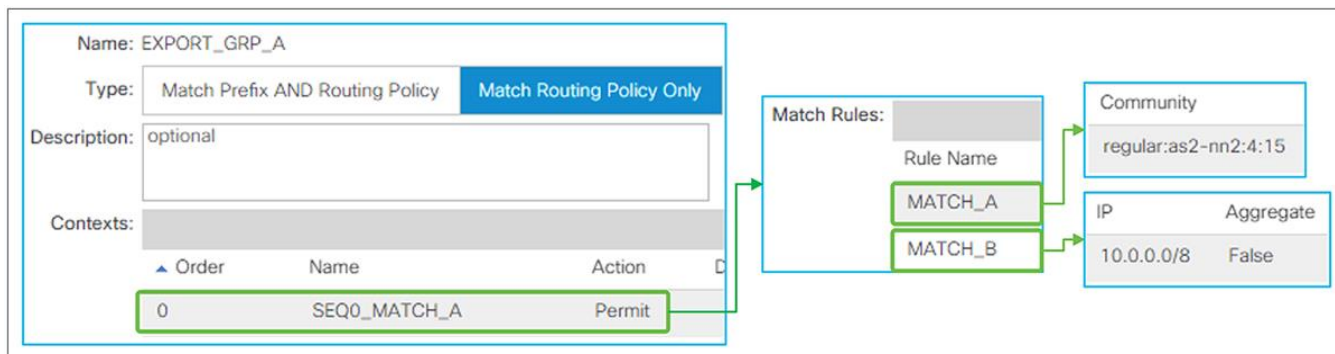 Name: EXPORT_GRP_A
Type: Match Prefix AND Routing Policy Match Routing Policy Only
Description: optional
Contexts:
Order Name Action D
0 SEQ0_MATCH_A Permit
Match Rules:
Rule Name
MATCH_A
MATCH_B
Community
regular:as2-nn2:4:15
IP Aggregate
10.0.0.0/8 False